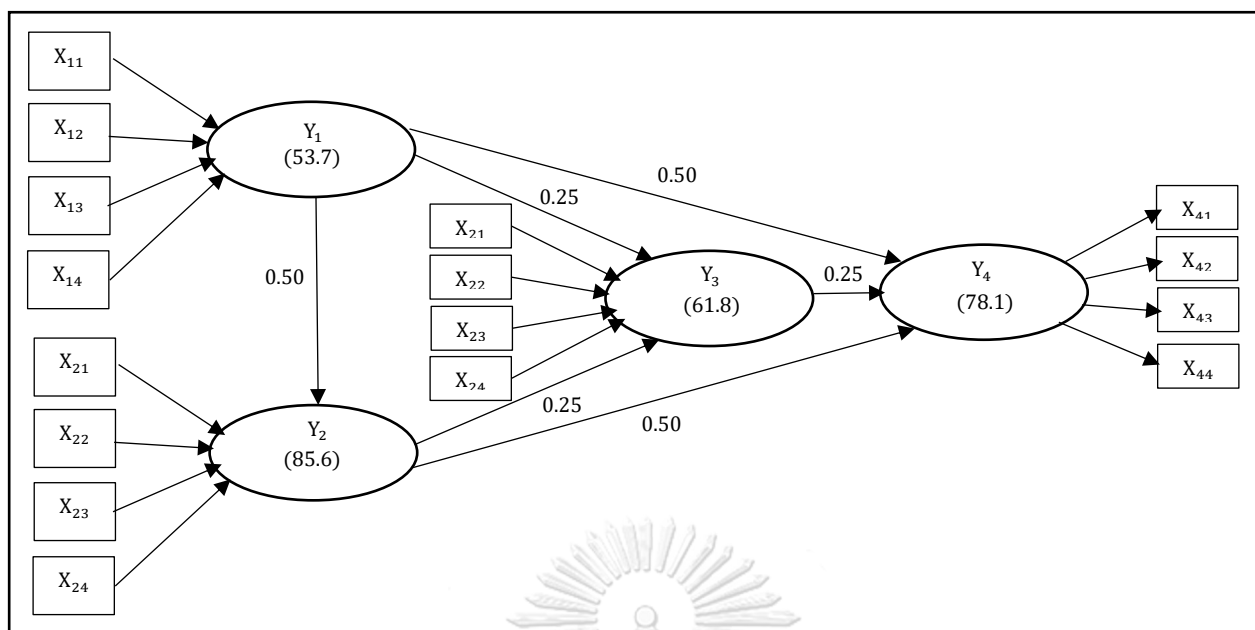 X₁₁
X₁₂
X₁₃
X₁₄
Y₁
(53.7)
0.50
0.25
0.50
X₂₁
X₂₂
X₂₃
X₂₄
Y₃
(61.8)
0.25
Y₄
(78.1)
X₄₁
X₄₂
X₄₃
X₄₄
X₂₁
X₂₂
X₂₃
X₂₄
Y₂
(85.6)
0.25
0.50